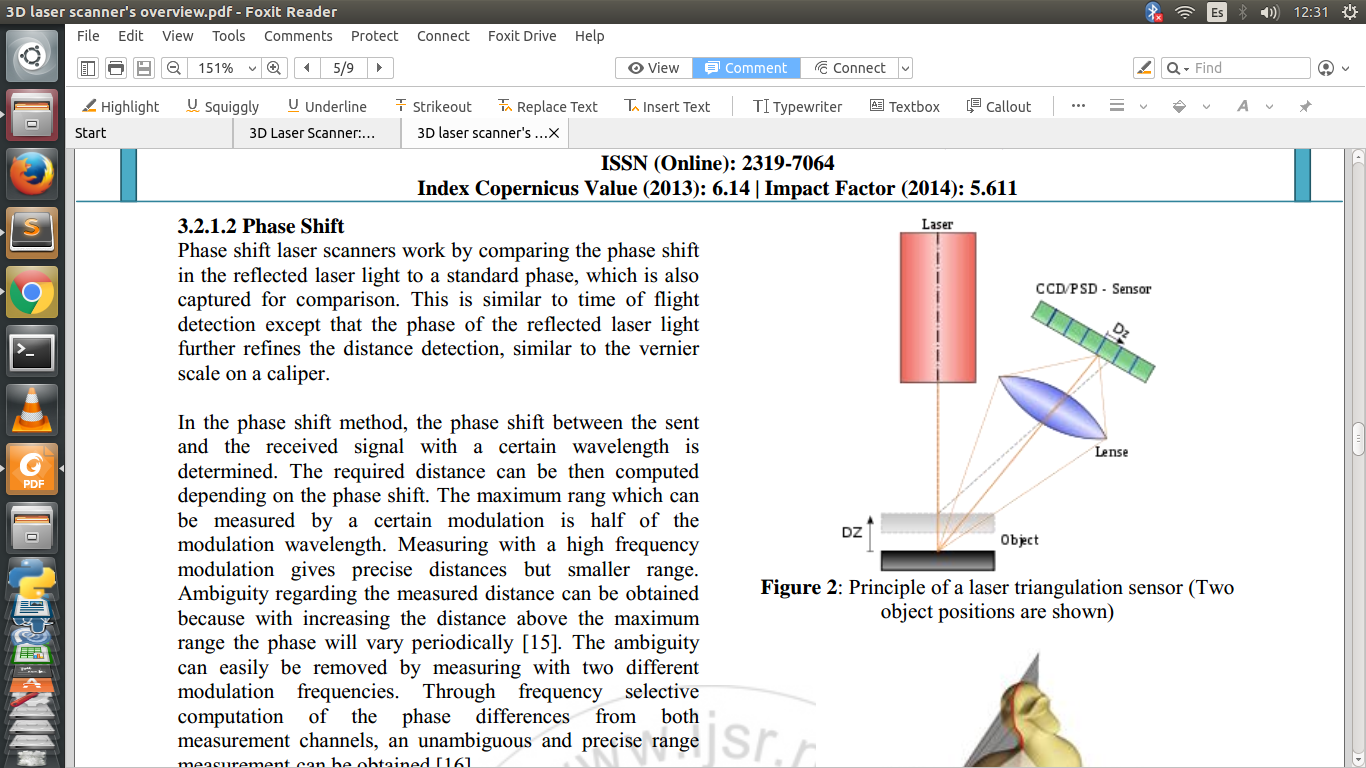 3D laser scanner's overview.pdf - Foxit Reader
Es
12:31
File Edit View Tools Comments Protect Connect Foxit Drive Help
151%
5/9
View
Comment
Connect
Find
Highlight
Squiggly
Underline
Strikeout
Replace Text
Insert Text
Typewriter
Textbox
Callout
Start
3D Laser Scanner:...
3D laser scanner's ...
ISSN (Online): 2319-7064
Index Copernicus Value (2013): 6.14 | Impact Factor (2014): 5.611
3.2.1.2 Phase Shift
Phase shift laser scanners work by comparing the phase shift
in the reflected laser light to a standard phase, which is also
captured for comparison. This is similar to time of flight
detection except that the phase of the reflected laser light
further refines the distance detection, similar to the vernier
scale on a caliper.
In the phase shift method, the phase shift between the sent
and the received signal with a certain wavelength is
determined. The required distance can be then computed
depending on the phase shift. The maximum rang which can
be measured by a certain modulation is half of the
modulation wavelength. Measuring with a high frequency
modulation gives precise distances but smaller range.
Ambiguity regarding the measured distance can be obtained
because with increasing the distance above the maximum
range the phase will vary periodically [15]. The ambiguity
can easily be removed by measuring with two different
modulation frequencies. Through frequency selective
computation of the phase differences from both
measurement channels, an unambiguous and precise range
measurement can be obtained [16]
Laser
CCD/PSD - Sensor
Dz
Lense
DZ
Object
Figure 2: Principle of a laser triangulation sensor (Two
object positions are shown)
PDF